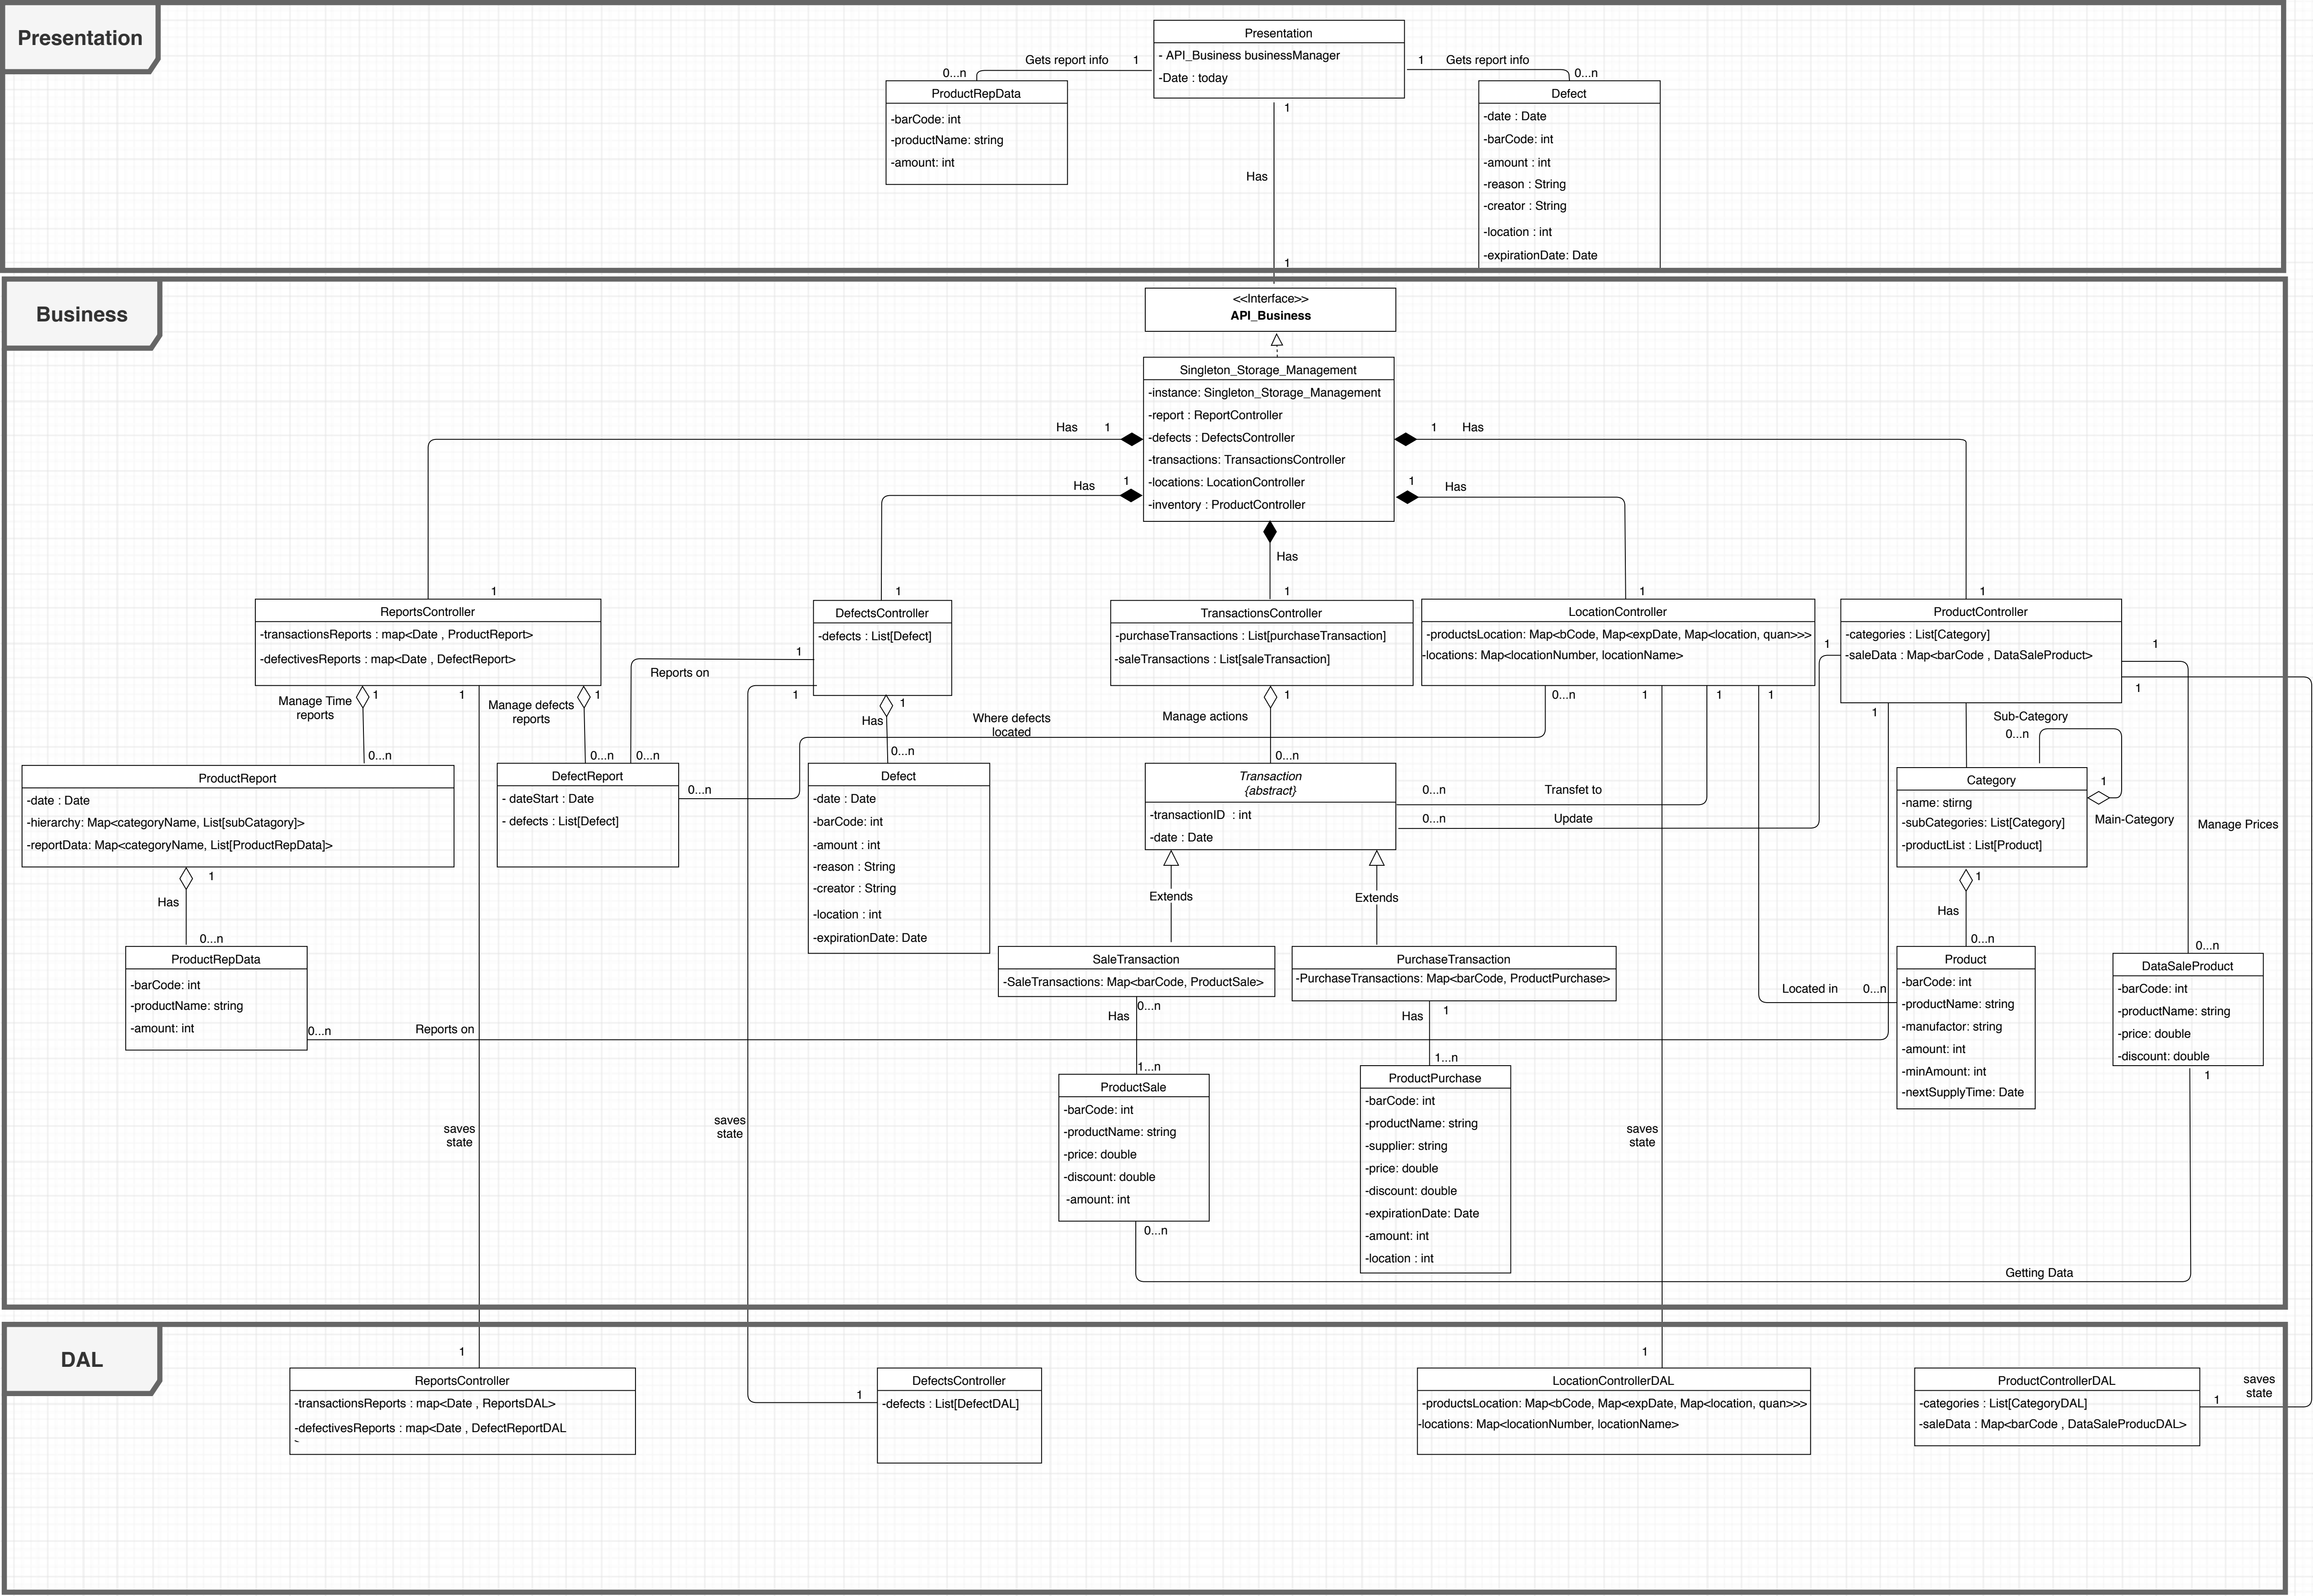 Presentation
Presentation
- API_Business businessManager
-Date : today
Gets report info
1
0...n
1
Gets report info
0...n
ProductRepData
-barCode: int
-productName: string
-amount: int
Defect
-date : Date
-barCode: int
-amount : int
-reason : String
-creator : String
-location : int
-expirationDate: Date
1
Has
1
Business
<<Interface>>
API_Business
Singleton_Storage_Management
-instance: Singleton_Storage_Management
-report : ReportController
-defects : DefectsController
-transactions: TransactionsController
-locations: LocationController
-inventory : ProductController
Has
1
1
Has
Has
1
1
Has
Has
1
1
1
1
1
ReportsController
-transactionsReports : map<Date , ProductReport>
-defectivesReports : map<Date , DefectReport>
DefectsController
-defects : List[Defect]
TransactionsController
-purchaseTransactions : List[purchaseTransaction]
-saleTransactions : List[saleTransaction]
LocationController
-productsLocation: Map<bCode, Map<expDate, Map<location, quan>>>
-locations: Map<locationNumber, locationName>
ProductController
-categories : List[Category]
-saleData : Map<barCode , DataSaleProduct>
1
1
1
Reports on
Manage Time
reports
1
1
Manage defects
reports
1
1
Has
1
Where defects
located
Manage actions
1
0...n
1
1
1
1
1
Sub-Category
0...n
0...n
0...n
0...n
0...n
0...n
ProductReport
-date : Date
-hierarchy: Map<categoryName, List[subCatagory]>
-reportData: Map<categoryName, List[ProductRepData]>
DefectReport
- dateStart : Date
- defects : List[Defect]
0...n
Defect
-date : Date
-barCode: int
-amount : int
-reason : String
-creator : String
-location : int
-expirationDate: Date
Transaction
{abstract}
-transactionID : int
-date : Date
0...n
Transfet to
0...n
Update
Category
-name: stirng
-subCategories: List[Category]
-productList : List[Product]
1
Main-Category
Manage Prices
1
Has
0...n
Extends
Extends
1
Has
0...n
0...n
ProductRepData
-barCode: int
-productName: string
-amount: int
0...n
Reports on
SaleTransaction
-SaleTransactions: Map<barCode, ProductSale>
PurchaseTransaction
-PurchaseTransactions: Map<barCode, ProductPurchase>
Located in
0...n
Product
-barCode: int
-productName: string
-manufactor: string
-amount: int
-minAmount: int
-nextSupplyTime: Date
DataSaleProduct
-barCode: int
-productName: string
-price: double
-discount: double
1
0...n
Has
1...n
Has
1
1...n
ProductSale
-barCode: int
-productName: string
-price: double
-discount: double
-amount: int
0...n
ProductPurchase
-barCode: int
-productName: string
-supplier: string
-price: double
-discount: double
-expirationDate: Date
-amount: int
-location : int
saves
state
saves
state
saves
state
Getting Data
DAL
1
ReportsController
-transactionsReports : map<Date , ReportsDAL>
-defectivesReports : map<Date , DefectReportDAL
~
1
DefectsController
-defects : List[DefectDAL]
1
LocationControllerDAL
-productsLocation: Map<bCode, Map<expDate, Map<location, quan>>>
-locations: Map<locationNumber, locationName>
ProductControllerDAL
-categories : List[CategoryDAL]
-saleData : Map<barCode , DataSaleProducDAL>
1
saves
state